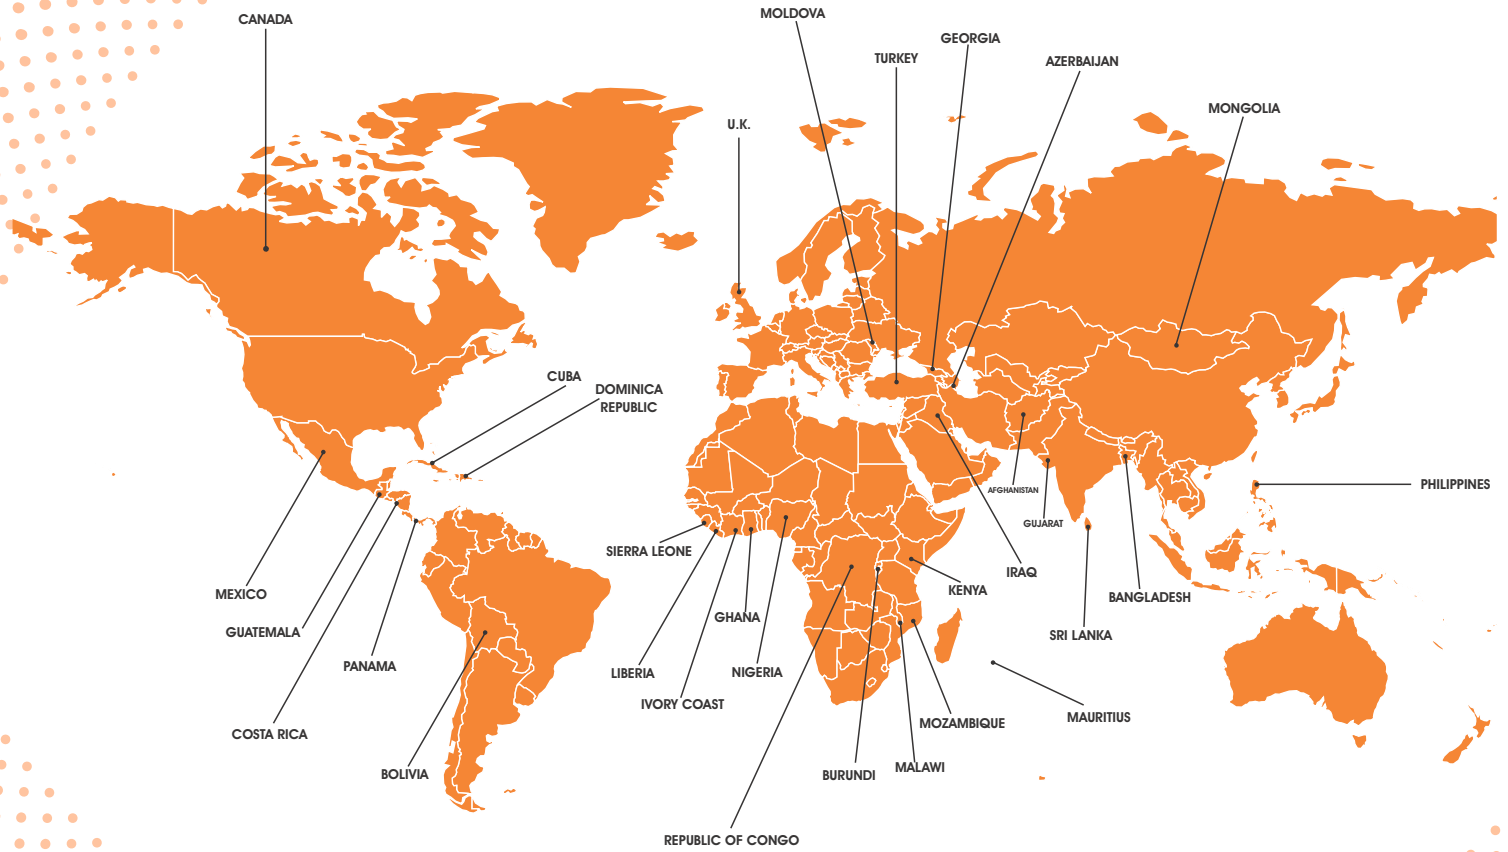 MOLDOVA
CANADA
GEORGIA
TURKEY
AZERBAIJAN
MONGOLIA
U.K.
CUBA
DOMINICA
REPUBLIC
PHILIPPINES
AFGHANISTAN
GUJARAT
SIERRA LEONE
IRAQ
KENYA
MEXICO
BANGLADESH
GHANA
GUATEMALA
SRI LANKA
PANAMA
LIBERIA
NIGERIA
IVORY COAST
MAURITIUS
MOZAMBIQUE
COSTA RICA
MALAWI
BOLIVIA
BURUNDI
REPUBLIC OF CONGO